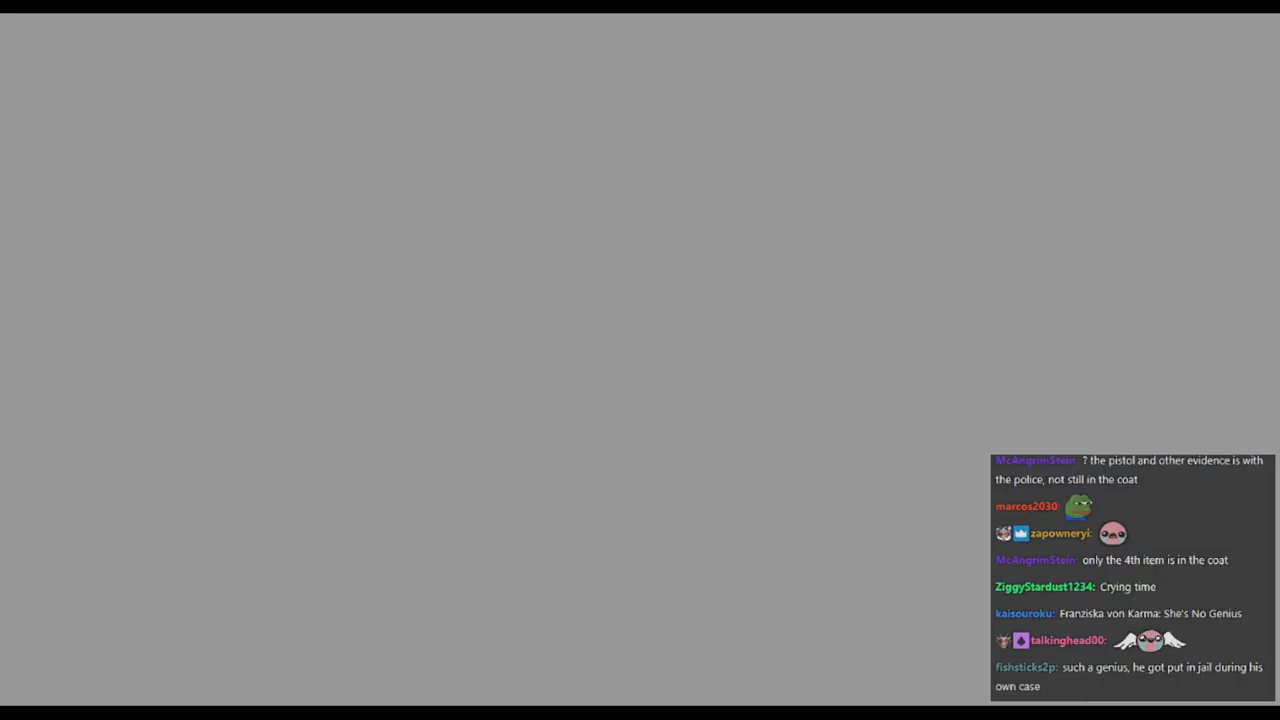 McAngrimStein: ? the pistol and other evidence is with
the police, not still in the coat
marcos2030:
zapowneryi:
McAngrimStein: only the 4th item is in the coat
ZiggyStardust1234: Crying time
kaisouroku: Franziska von Karma: She's No Genius
talkinghead00:
fishsticks2p: such a genius, he got put in jail during his
own case